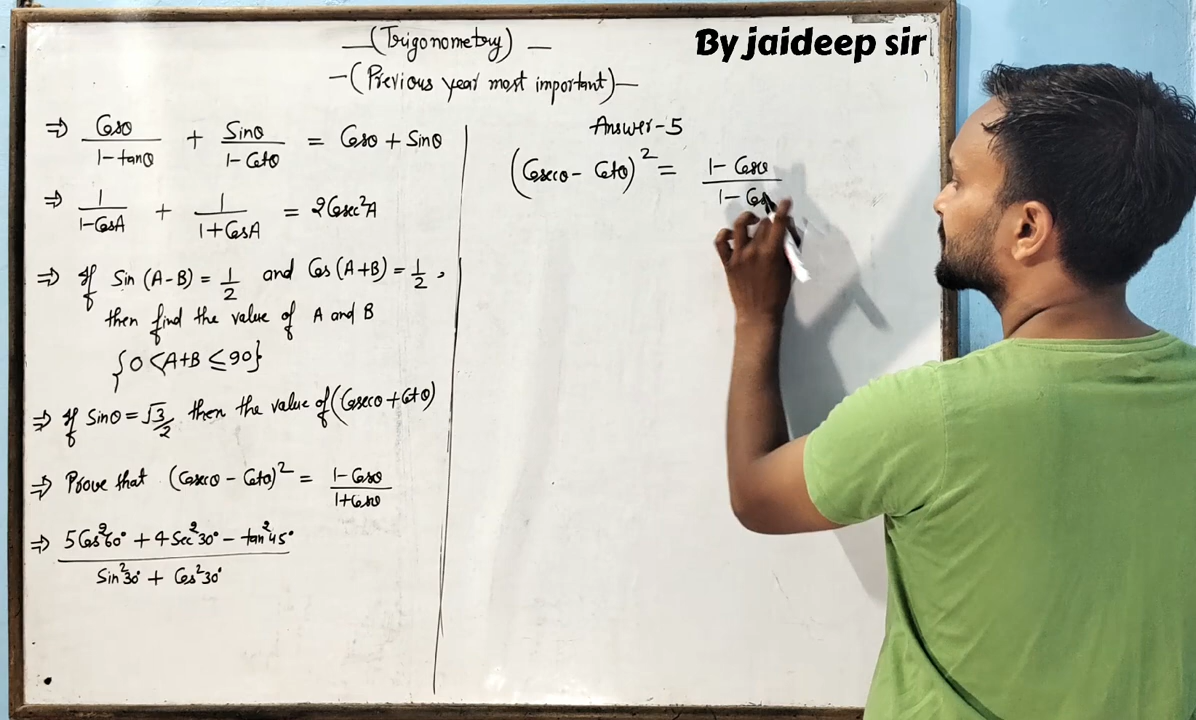 (Trigonometry)
By jaideep sir
(Previous year most important)
⇒ Cosθ/1-tanθ + Sinθ/1-Cotθ = Cosθ + Sinθ
⇒ 1/1-CosA + 1/1+CosA = 2Cosec²A
⇒ If Sin (A-B) = 1/2 and Cos (A+B) = 1/2,
then find the value of A and B
{0 < A+B ≤ 90}
⇒ If Sinθ = √3/2 then the value of (Cosecθ + Cotθ)
⇒ Prove that (Cosecθ - Cotθ)² = 1-Cosθ/1+Cosθ
⇒ 5Cos²60° + 4Sec²30° - tan²45°
Sin²30° + Cos²30°
Answer-5
(Cosecθ - Cotθ)² = 1-Cosθ/1-Cos